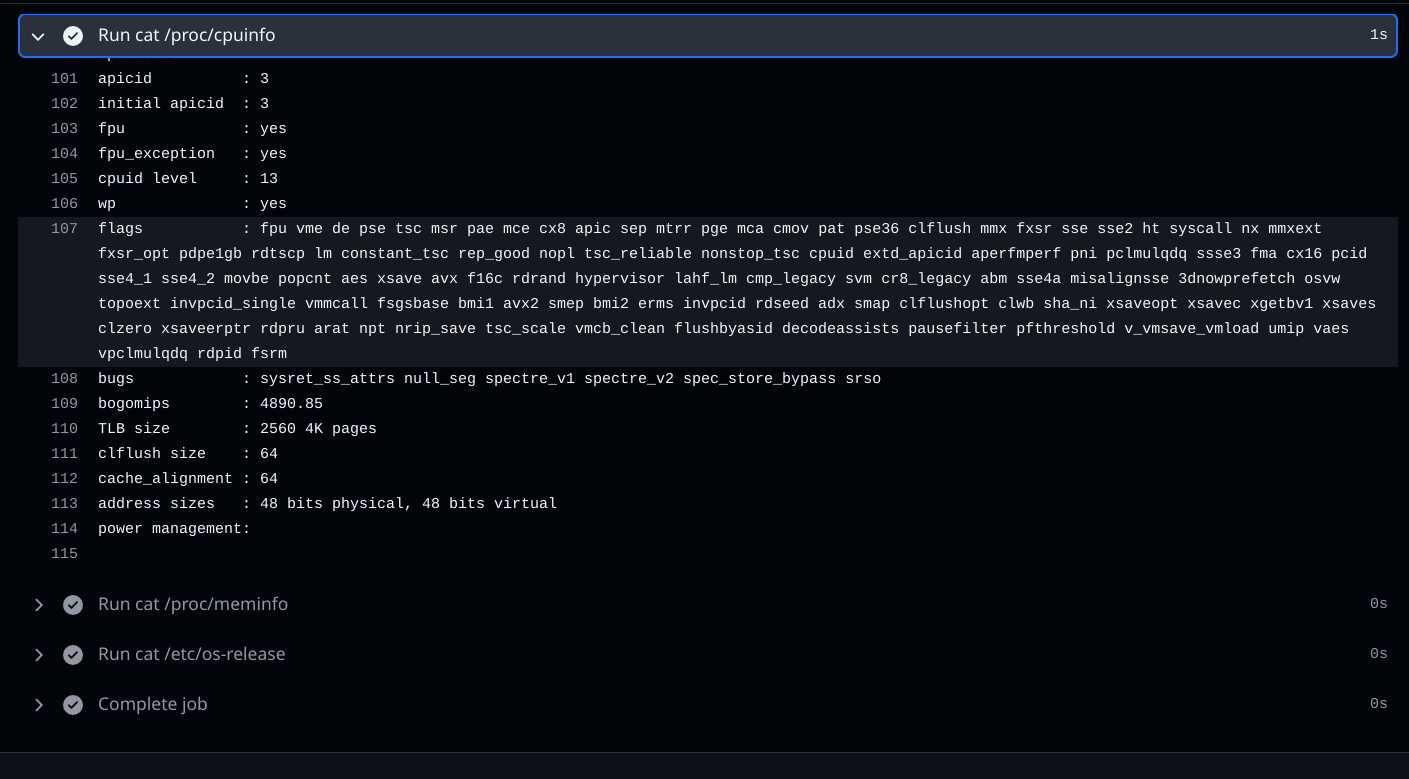 Run cat /proc/cpuinfo 1s
101 apicid : 3
102 initial apicid : 3
103 fpu : yes
104 fpu_exception : yes
105 cpuid level : 13
106 wp : yes
107 flags : fpu vme de pse tsc msr pae mce cx8 apic sep mtrr pge mca cmov pat pse36 clflush mmx fxsr sse sse2 ht syscall nx mmxext
fxsr_opt pdpe1gb rdtscp lm constant_tsc rep_good nopl tsc_reliable nonstop_tsc cpuid extd_apicid aperfmperf pni pclmulqdq ssse3 fma cx16 pcid
sse4_1 sse4_2 movbe popcnt aes xsave avx f16c rdrand hypervisor lahf_lm cmp_legacy svm cr8_legacy abm sse4a misalignsse 3dnowprefetch osvw
topoext invpcid_single vmmcall fsgsbase bmi1 avx2 smep bmi2 erms invpcid rdseed adx smap clflushopt clwb sha_ni xsaveopt xsavec xgetbv1 xsaves
clzero xsaveerptr rdpru arat npt nrip_save tsc_scale vmcb_clean flushbyasid decodeassists pausefilter pfthreshold v_vmsave_vmload umip vaes
vpclmulqdq rdpid fsrm
108 bugs : sysret_ss_attrs null_seg spectre_v1 spectre_v2 spec_store_bypass srso
109 bogomips : 4890.85
110 TLB size : 2560 4K pages
111 clflush size : 64
112 cache_alignment : 64
113 address sizes : 48 bits physical, 48 bits virtual
114 power management:
115
Run cat /proc/meminfo 0s
Run cat /etc/os-release 0s
Complete job 0s